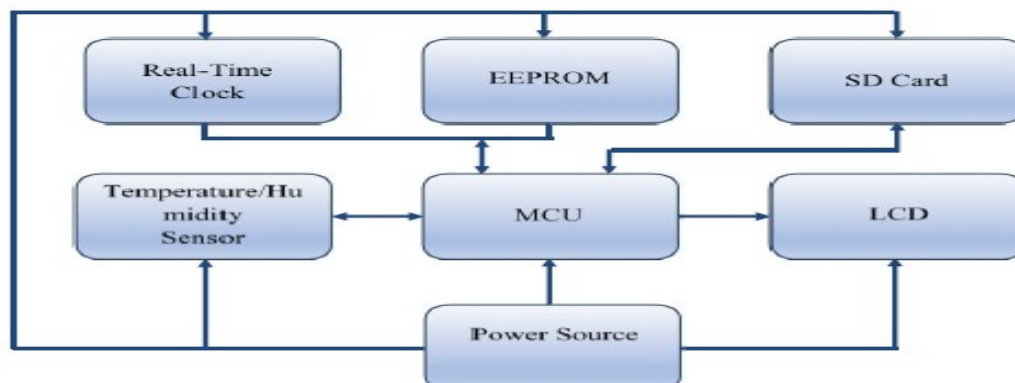 Real-Time
Clock
EEPROM
SD Card
Temperature/Hu
midity
Sensor
MCU
LCD
Power Source